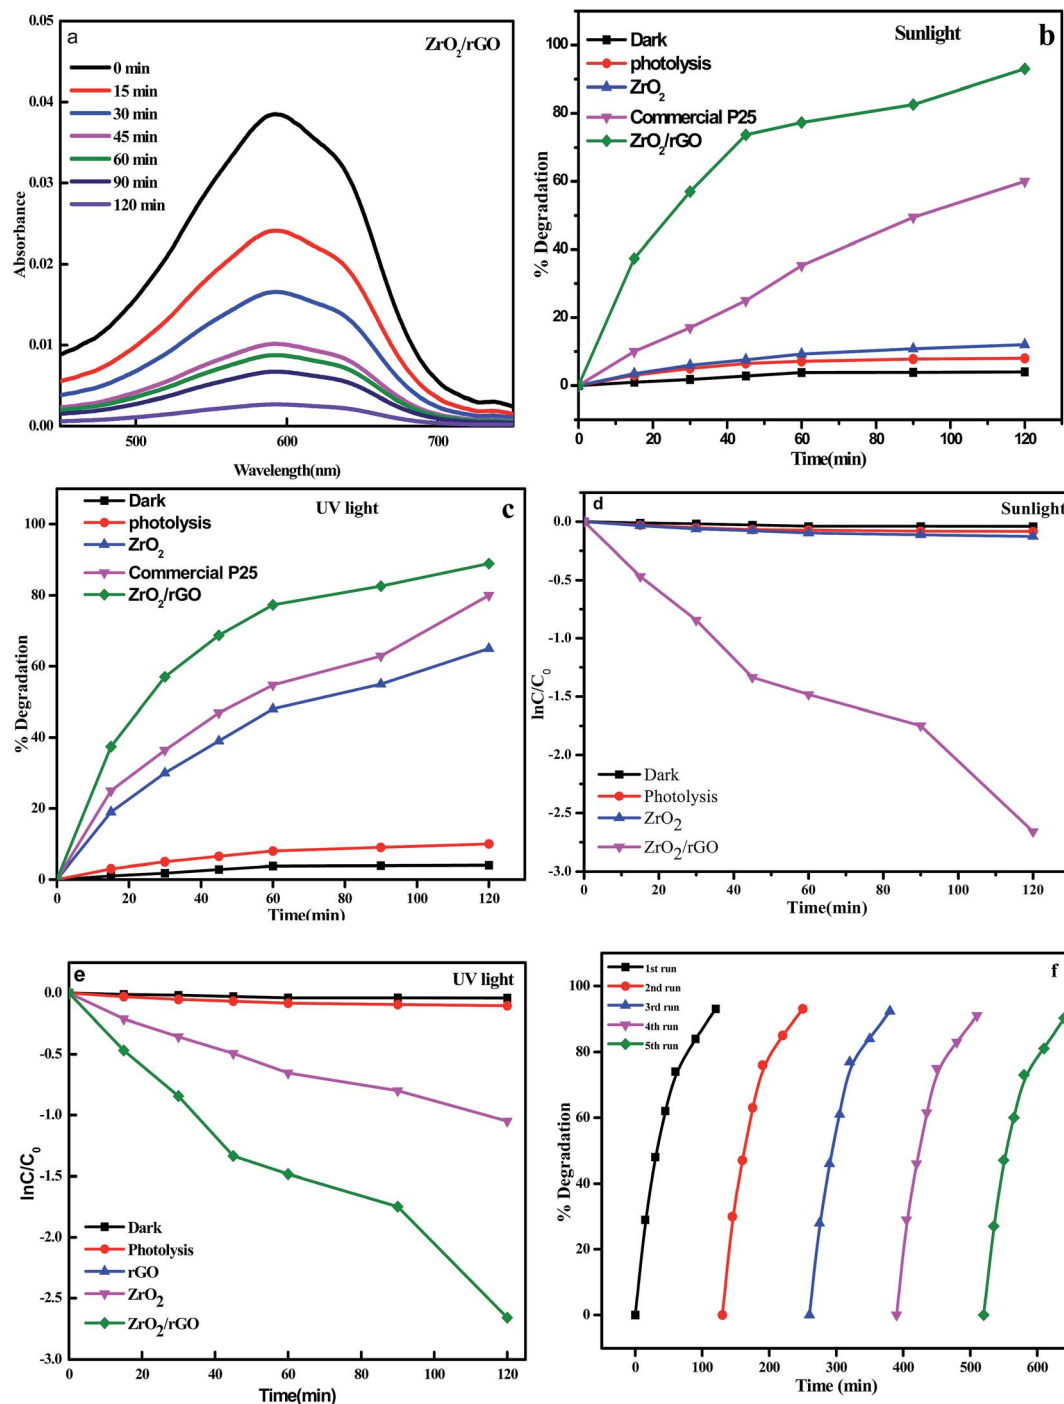 a
ZrO2/rGO
0 min
15 min
30 min
45 min
60 min
90 min
120 min
0.05
0.04
0.03
0.02
0.01
0.00
Absorbance
500 600 700
Wavelength(nm)
b
Sunlight
Dark
photolysis
ZrO2
Commercial P25
ZrO2/rGO
100
80
60
40
20
0
% Degradation
0 20 40 60 80 100 120
Time(min)
c
UV light
Dark
photolysis
ZrO2
Commercial P25
ZrO2/rGO
100
80
60
40
20
0
% Degradation
0 20 40 60 80 100 120
Time(min)
d
Sunlight
0.0
-0.5
-1.0
-1.5
-2.0
-2.5
-3.0
lnC/C0
Dark
Photolysis
ZrO2
ZrO2/rGO
0 20 40 60 80 100 120
Time(min)
e
UV light
0.0
-0.5
-1.0
-1.5
-2.0
-2.5
-3.0
lnC/C0
Dark
Photolysis
rGO
ZrO2
ZrO2/rGO
0 20 40 60 80 100 120
Time(min)
f
1st run
2nd run
3rd run
4th run
5th run
100
80
60
40
20
0
% Degradation
0 100 200 300 400 500 600
Time (min)